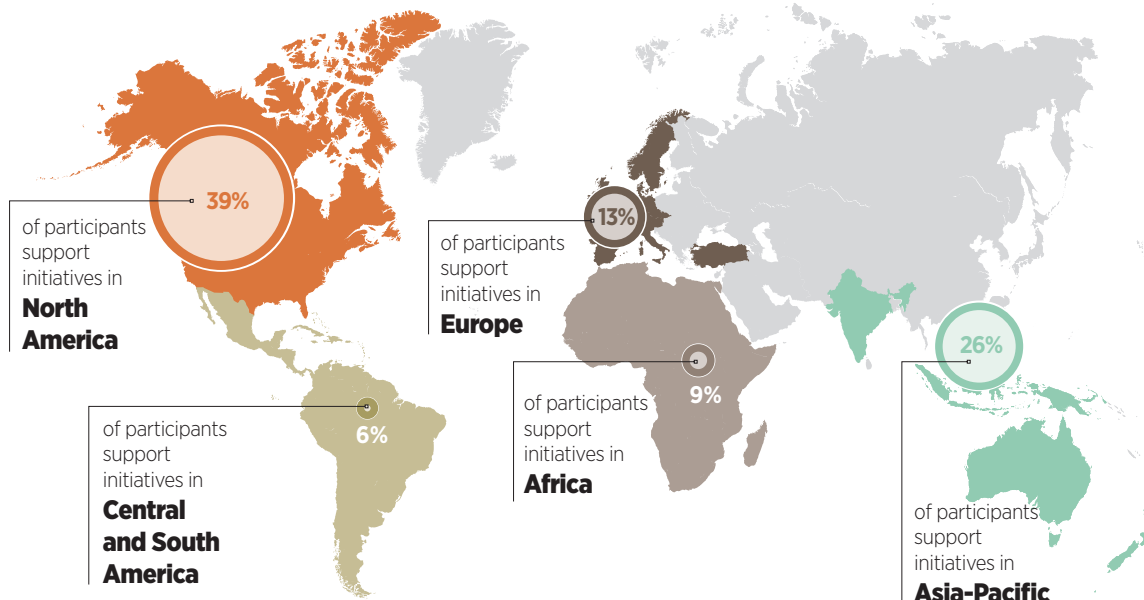 39%
of participants
support
initiatives in
North
America
13%
of participants
support
initiatives in
Europe
26%
of participants
support
initiatives in
Asia-Pacific
9%
of participants
support
initiatives in
Africa
6%
of participants
support
initiatives in
Central
and South
America